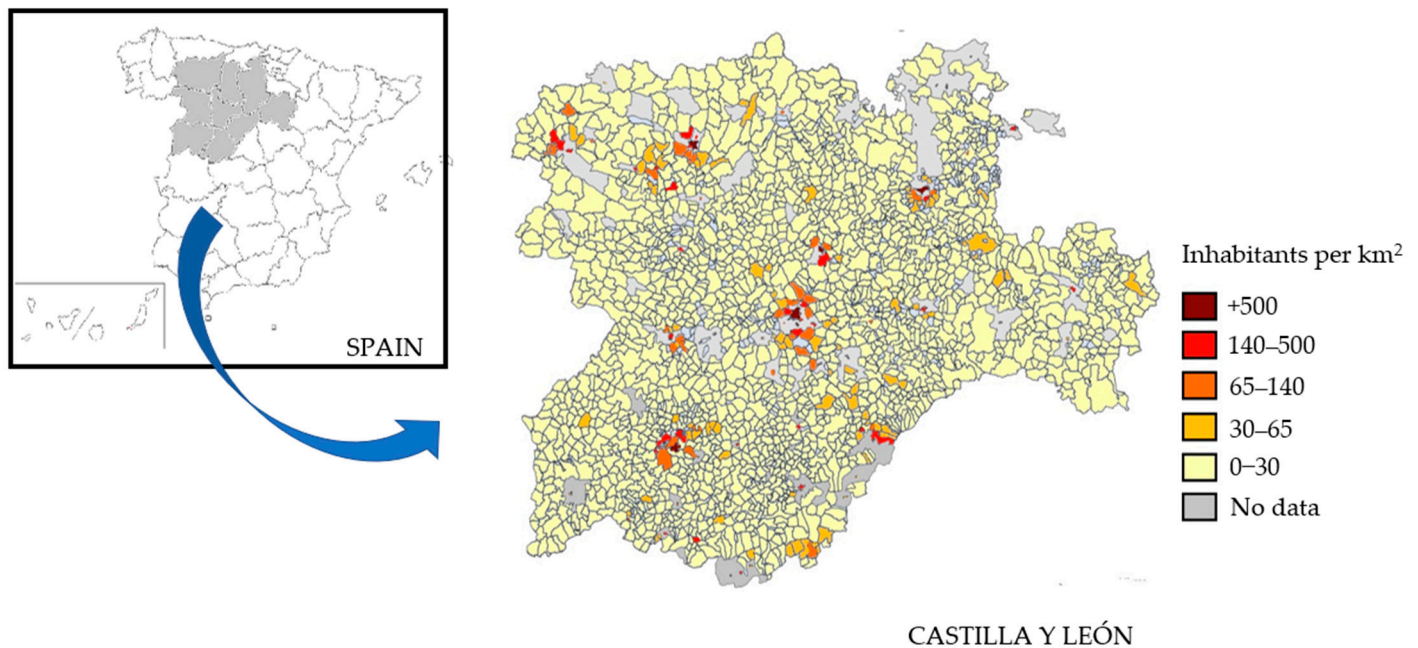 SPAIN
Inhabitants per km²
+500
140–500
65–140
30–65
0–30
No data
CASTILLA Y LEÓN